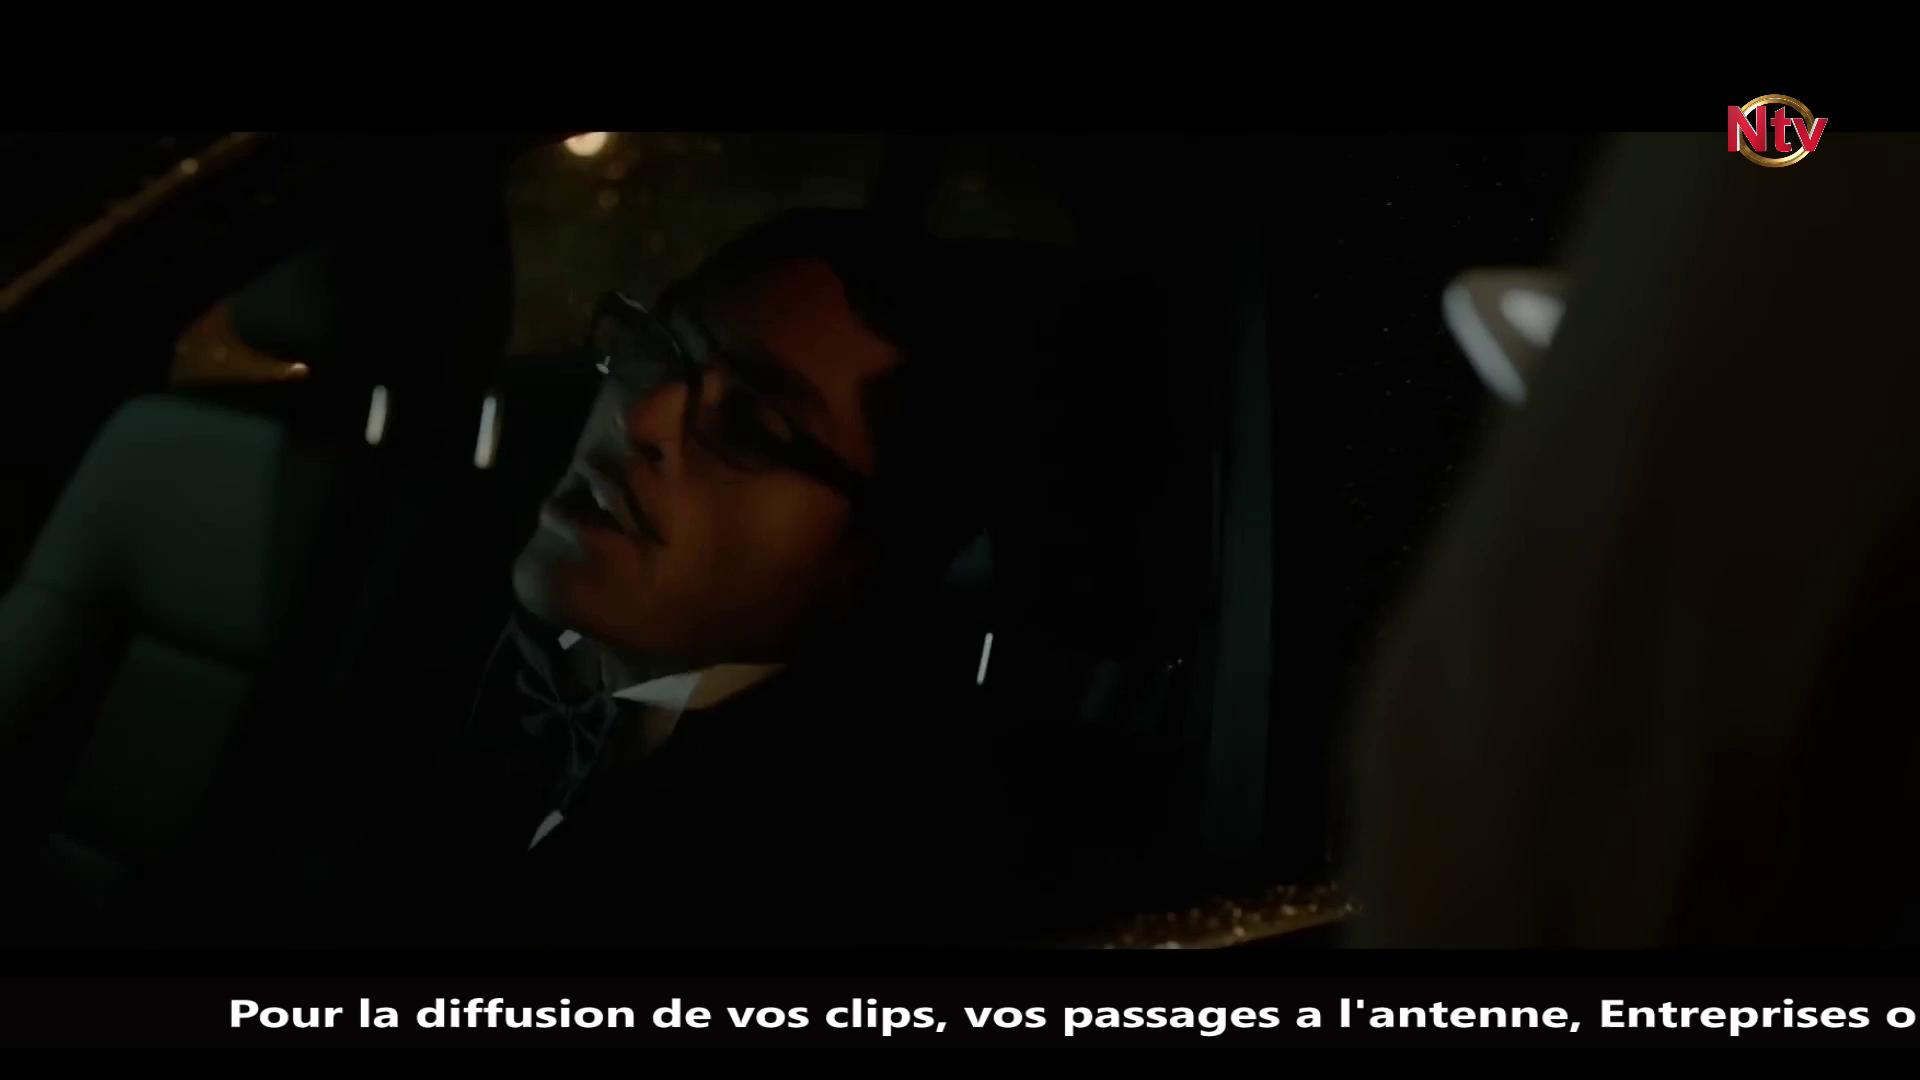 Ntv
Pour la diffusion de vos clips, vos passages a l'antenne, Entreprises o